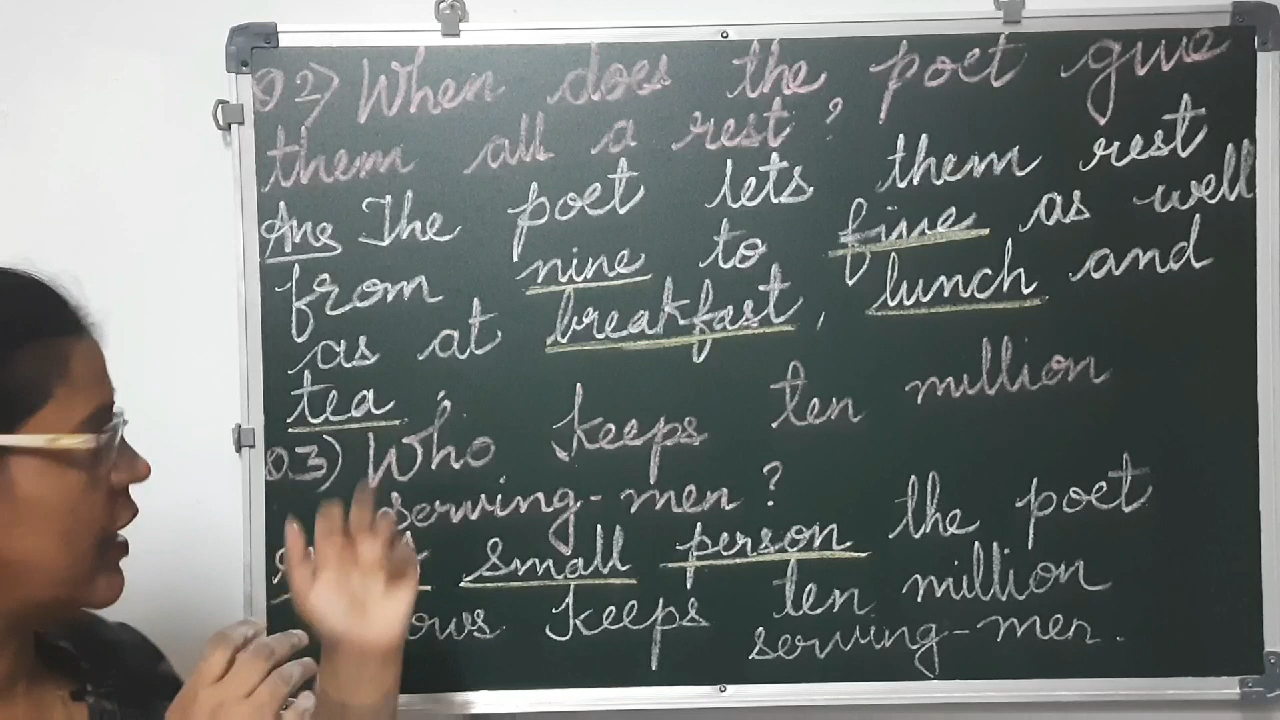 Q2) When does the poet give
them all a rest?
Ans The poet lets them rest
from nine to five as well
as at breakfast, lunch and
tea.
Q3) Who keeps ten million
serving-men?
small person the poet
keeps ten million
serving-men.